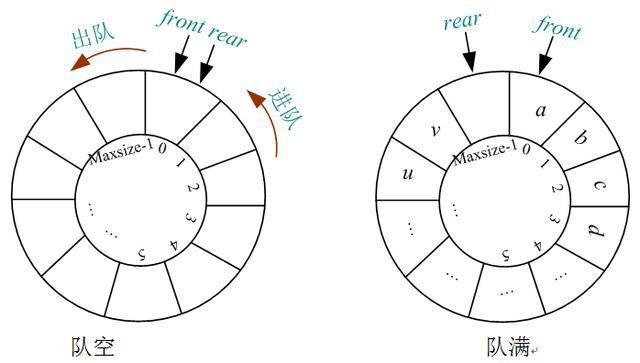 出队
front rear
进队
Maxsize-1 0 1 2 3 4 5 ... ...
队空
rear
front
a
b
c
d
...
...
...
...
u
v
Maxsize-1 0 1 2 3 4 5 ...
队满